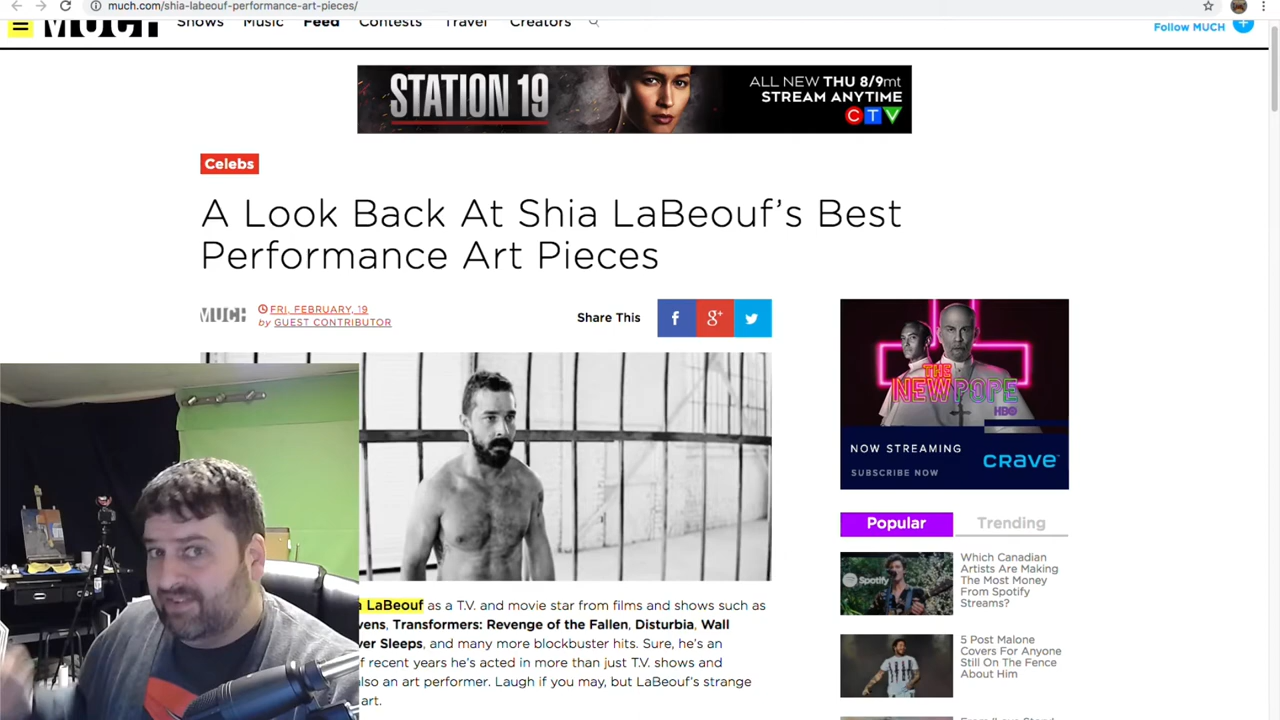 much.com/shia-labeouf-performance-art-pieces/
MUCH Shows Music Feed Contests Travel Creators
Follow MUCH
STATION 19
ALL NEW THU 8/9mt
STREAM ANYTIME
CTV
Celebs
A Look Back At Shia LaBeouf’s Best
Performance Art Pieces
MUCH
FRI, FEBRUARY, 19
by GUEST CONTRIBUTOR
Share This
THE
NEW POPE
HBO
NOW STREAMING
SUBSCRIBE NOW
CRAVE
Popular Trending
Spotify
Which Canadian
Artists Are Making
The Most Money
From Spotify
Streams?
5 Post Malone
Covers For Anyone
Still On The Fence
About Him
a LaBeouf as a T.V. and movie star from films and shows such as
vens, Transformers: Revenge of the Fallen, Disturbia, Wall
ver Sleeps, and many more blockbuster hits. Sure, he’s an
f recent years he’s acted in more than just T.V. shows and
also an art performer. Laugh if you may, but LaBeouf’s strange
art.